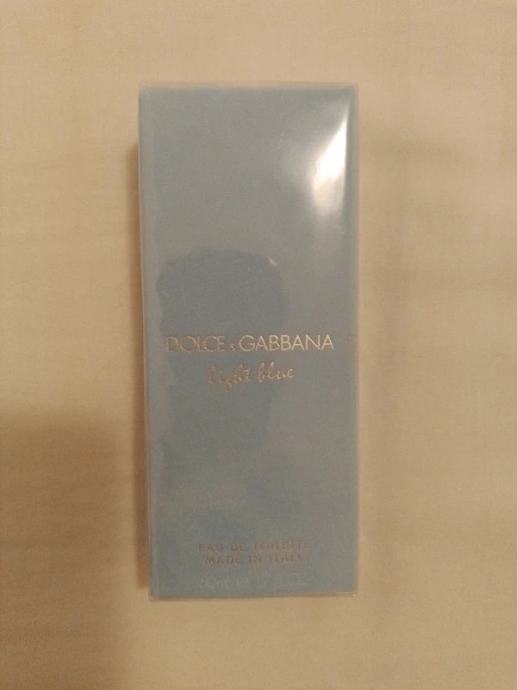 DOLCE & GABBANA
light blue
EAU DE TOILETTE
MADE IN ITALY